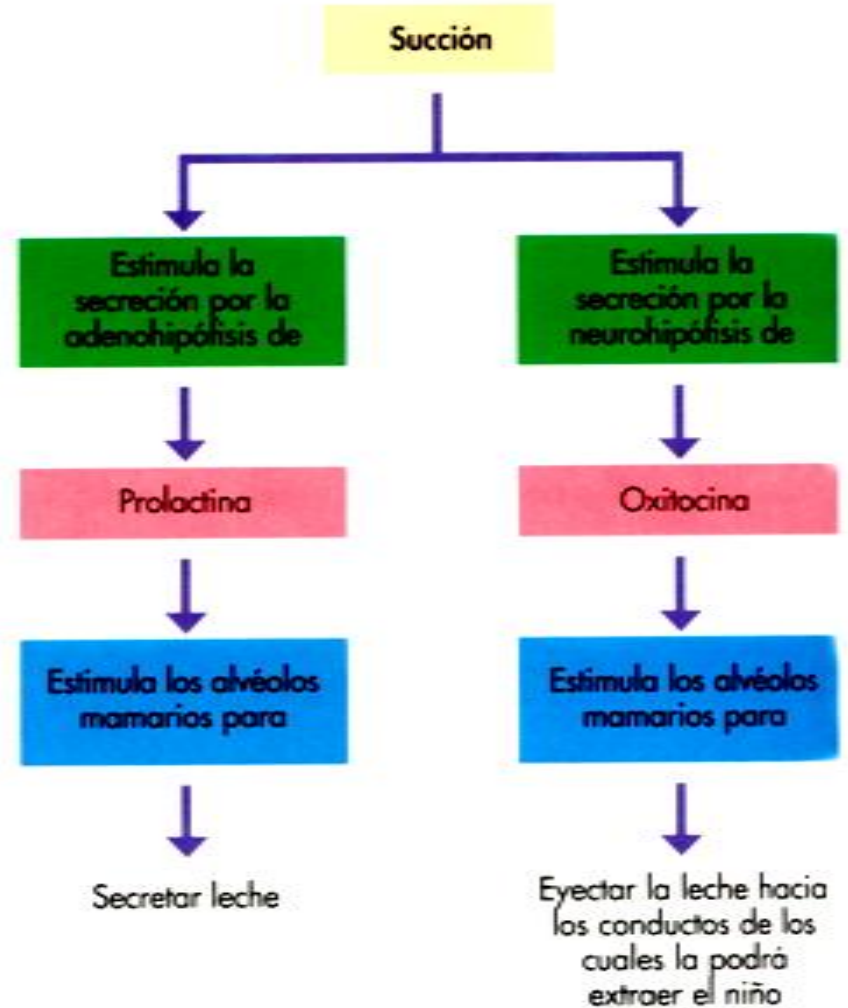 Succión
Estimula la
secreción por la
adenohipófisis de
Prolactina
Estimula los alvéolos
mamarios para
Secretar leche
Estimula la
secreción por la
neurohipófisis de
Oxitocina
Estimula los alvéolos
mamarios para
Eyectar la leche hacia
los conductos de los
cuales la podrá
extraer el niño